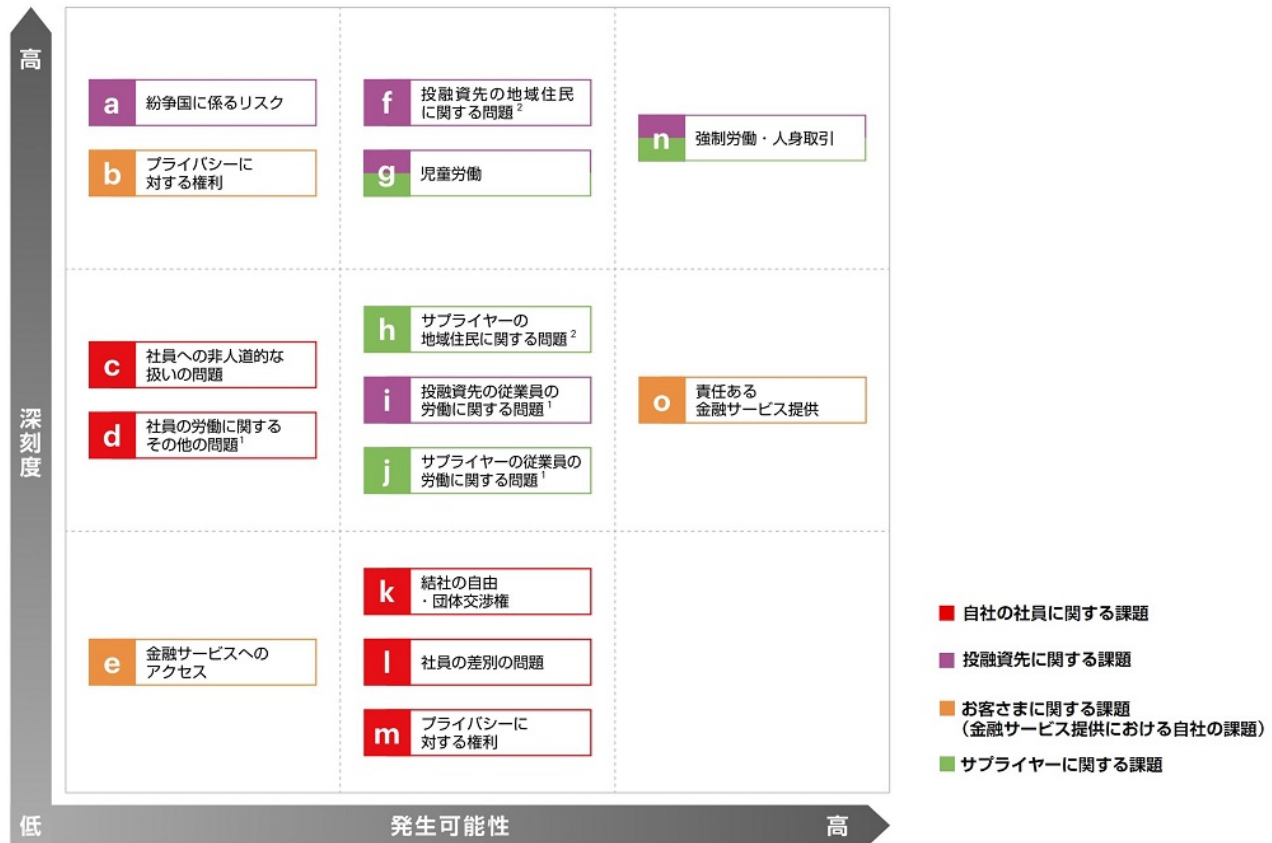 高
a
紛争国に係るリスク
b
プライバシーに
対する権利
f
投融資先の地域住民
に関する問題2
g
児童労働
n
強制労働・人身取引
深刻度
c
社員への非人道的な
扱いの問題
d
社員の労働に関する
その他の問題1
h
サプライヤーの
地域住民に関する問題2
i
投融資先の従業員の
労働に関する問題1
j
サプライヤーの従業員の
労働に関する問題1
o
責任ある
金融サービス提供
e
金融サービスへの
アクセス
k
結社の自由
・団体交渉権
l
社員の差別の問題
m
プライバシーに
対する権利
自社の社員に関する課題
投融資先に関する課題
お客さまに関する課題
（金融サービス提供における自社の課題）
サプライヤーに関する課題
低
発生可能性
高